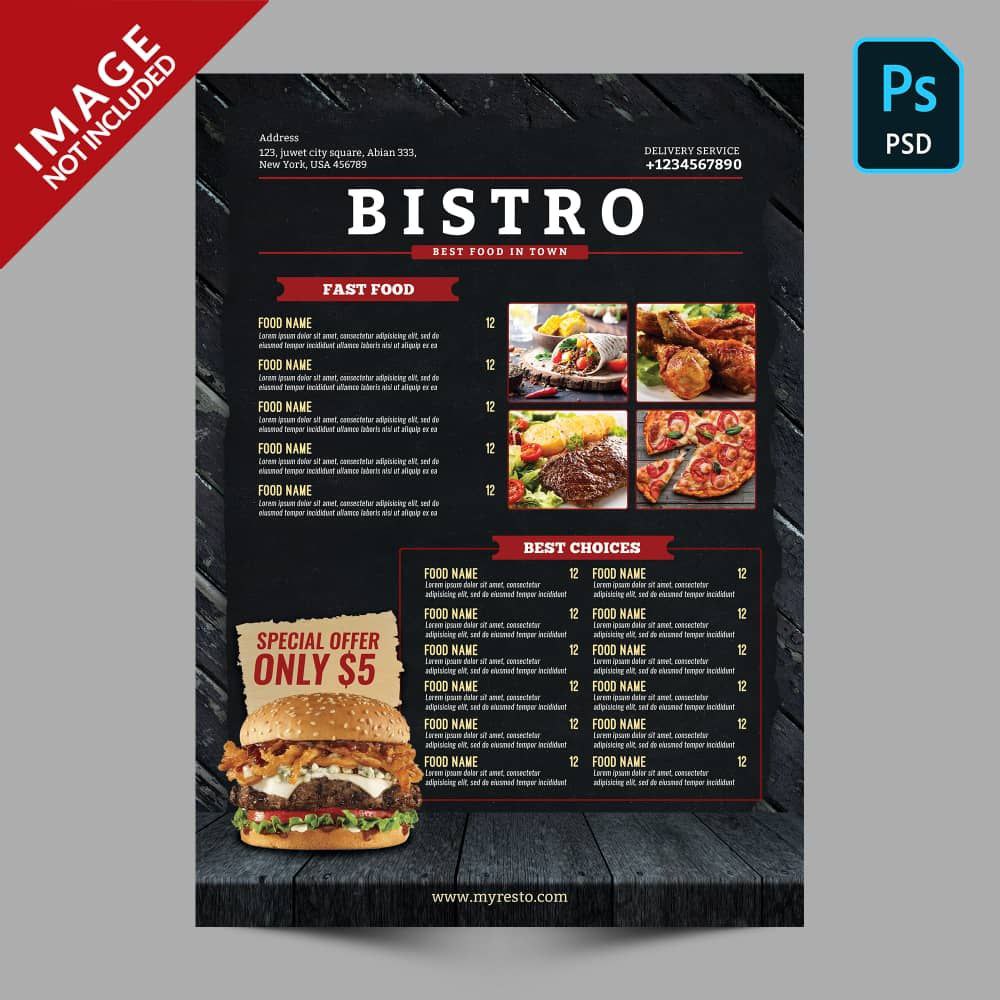 IMAGE
NOT INCLUDED
Ps
PSD
Address
123, juwet city square, Abian 333,
New York, USA 456789
DELIVERY SERVICE
+1234567890
BISTRO
BEST FOOD IN TOWN
FAST FOOD
FOOD NAME 12
Lorem ipsum dolor sit amet, consectetur adipisicing elit, sed do
eiusmod tempor incididunt ullamco laboris nisi ut aliquip ex ea
FOOD NAME 12
Lorem ipsum dolor sit amet, consectetur adipisicing elit, sed do
eiusmod tempor incididunt ullamco laboris nisi ut aliquip ex ea
FOOD NAME 12
Lorem ipsum dolor sit amet, consectetur adipisicing elit, sed do
eiusmod tempor incididunt ullamco laboris nisi ut aliquip ex ea
FOOD NAME 12
Lorem ipsum dolor sit amet, consectetur adipisicing elit, sed do
eiusmod tempor incididunt ullamco laboris nisi ut aliquip ex ea
FOOD NAME 12
Lorem ipsum dolor sit amet, consectetur adipisicing elit, sed do
eiusmod tempor incididunt ullamco laboris nisi ut aliquip ex ea
BEST CHOICES
FOOD NAME 12
Lorem ipsum dolor sit amet, consectetur
adipisicing elit, sed do eiusmod tempor incididunt
FOOD NAME 12
Lorem ipsum dolor sit amet, consectetur
adipisicing elit, sed do eiusmod tempor incididunt
FOOD NAME 12
Lorem ipsum dolor sit amet, consectetur
adipisicing elit, sed do eiusmod tempor incididunt
FOOD NAME 12
Lorem ipsum dolor sit amet, consectetur
adipisicing elit, sed do eiusmod tempor incididunt
FOOD NAME 12
Lorem ipsum dolor sit amet, consectetur
adipisicing elit, sed do eiusmod tempor incididunt
FOOD NAME 12
Lorem ipsum dolor sit amet, consectetur
adipisicing elit, sed do eiusmod tempor incididunt
FOOD NAME 12
Lorem ipsum dolor sit amet, consectetur
adipisicing elit, sed do eiusmod tempor incididunt
FOOD NAME 12
Lorem ipsum dolor sit amet, consectetur
adipisicing elit, sed do eiusmod tempor incididunt
FOOD NAME 12
Lorem ipsum dolor sit amet, consectetur
adipisicing elit, sed do eiusmod tempor incididunt
FOOD NAME 12
Lorem ipsum dolor sit amet, consectetur
adipisicing elit, sed do eiusmod tempor incididunt
FOOD NAME 12
Lorem ipsum dolor sit amet, consectetur
adipisicing elit, sed do eiusmod tempor incididunt
FOOD NAME 12
Lorem ipsum dolor sit amet, consectetur
adipisicing elit, sed do eiusmod tempor incididunt
SPECIAL OFFER
ONLY $5
www.myresto.com